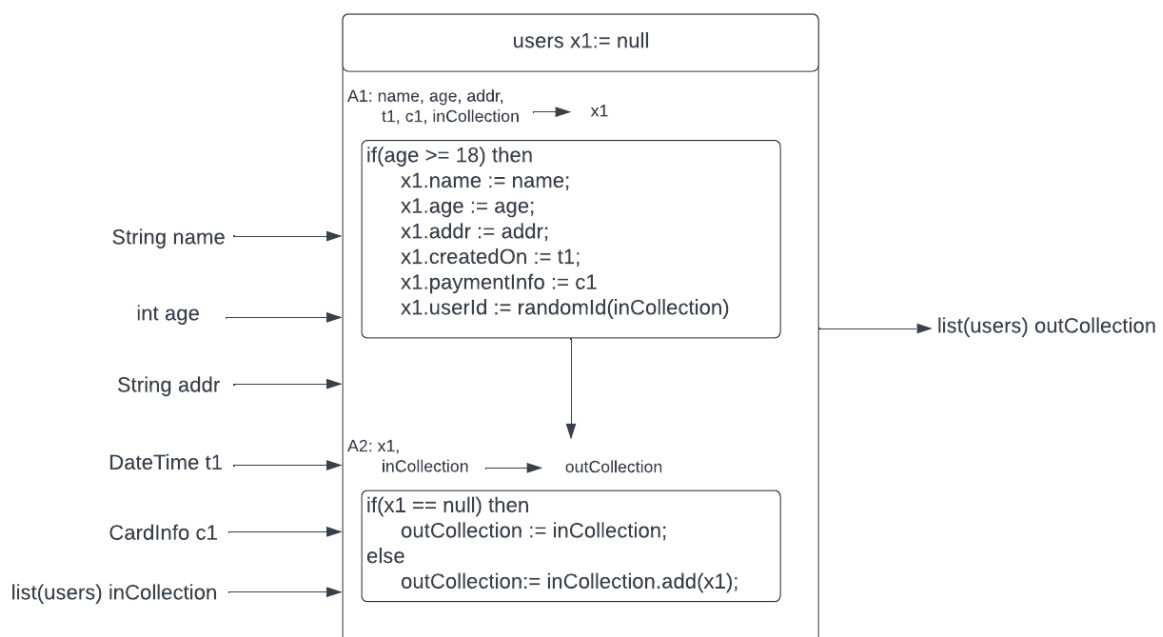 users x1:= null
A1: name, age, addr,
t1, c1, inCollection
x1
if(age >= 18) then
x1.name := name;
x1.age := age;
x1.addr := addr;
x1.createdOn := t1;
x1.paymentInfo := c1
x1.userId := randomId(inCollection)
String name
int age
String addr
DateTime t1
CardInfo c1
list(users) inCollection
A2: x1,
inCollection
outCollection
if(x1 == null) then
outCollection := inCollection;
else
outCollection:= inCollection.add(x1);
list(users) outCollection